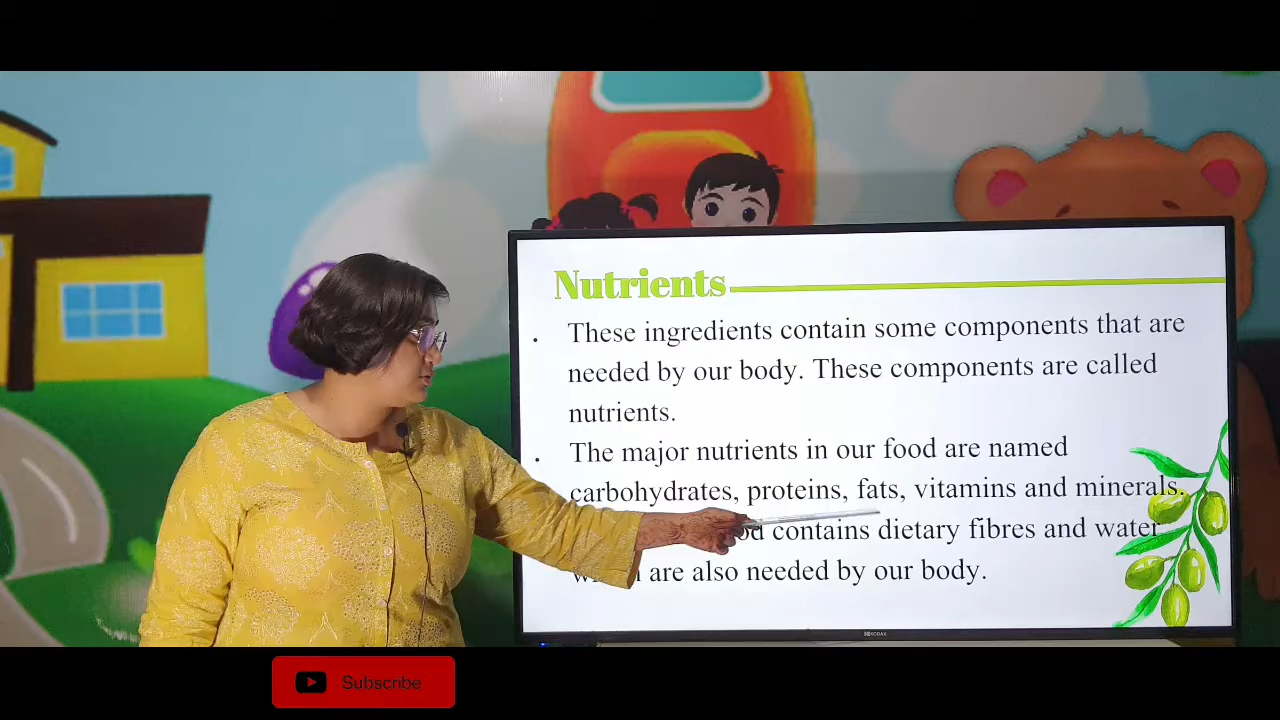 Nutrients
. These ingredients contain some components that are
needed by our body. These components are called
nutrients.
. The major nutrients in our food are named
carbohydrates, proteins, fats, vitamins and minerals.
contains dietary fibres and water
are also needed by our body.
KODAK
Subscribe